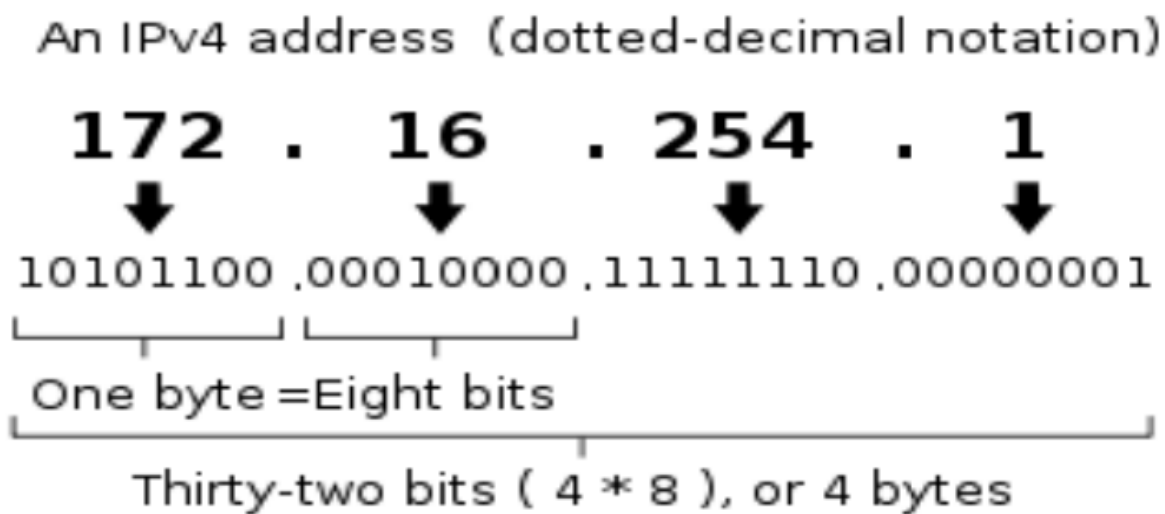 An IPv4 address (dotted-decimal notation)
172 . 16 . 254 . 1
10101100 .00010000 .11111110 .00000001
One byte =Eight bits
Thirty-two bits ( 4 * 8 ), or 4 bytes